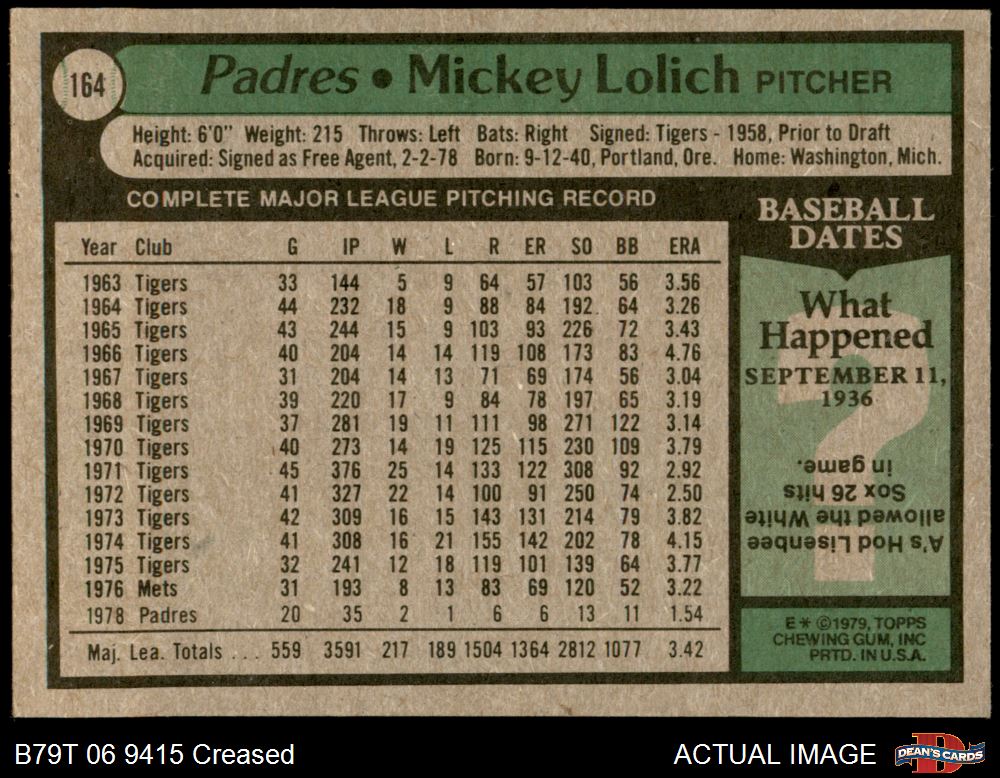 164
Padres • Mickey Lolich PITCHER
Height: 6'0" Weight: 215 Throws: Left Bats: Right Signed: Tigers - 1958, Prior to Draft
Acquired: Signed as Free Agent, 2-2-78 Born: 9-12-40, Portland, Ore. Home: Washington, Mich.
COMPLETE MAJOR LEAGUE PITCHING RECORD
Year Club G IP W L R ER SO BB ERA
1963 Tigers 33 144 5 9 64 57 103 56 3.56
1964 Tigers 44 232 18 9 88 84 192 64 3.26
1965 Tigers 43 244 15 9 103 93 226 72 3.43
1966 Tigers 40 204 14 14 119 108 173 83 4.76
1967 Tigers 31 204 14 13 71 69 174 56 3.04
1968 Tigers 39 220 17 9 84 78 197 65 3.19
1969 Tigers 37 281 19 11 111 98 271 122 3.14
1970 Tigers 40 273 14 19 125 115 230 109 3.79
1971 Tigers 45 376 25 14 133 122 308 92 2.92
1972 Tigers 41 327 22 14 100 91 250 74 2.50
1973 Tigers 42 309 16 15 143 131 214 79 3.82
1974 Tigers 41 308 16 21 155 142 202 78 4.15
1975 Tigers 32 241 12 18 119 101 139 64 3.77
1976 Mets 31 193 8 13 83 69 120 52 3.22
1978 Padres 20 35 2 1 6 6 13 11 1.54
Maj. Lea. Totals . . . 559 3591 217 189 1504 1364 2812 1077 3.42
BASEBALL
DATES
What
Happened
SEPTEMBER 11,
1936
?
A's Hod Lisenbee
allowed the White
Sox 26 hits
in game.
E * ©1979, TOPPS
CHEWING GUM, INC
PRTD. IN U.S.A.
B79T 06 9415 Creased
ACTUAL IMAGE
DEAN'S CARDS